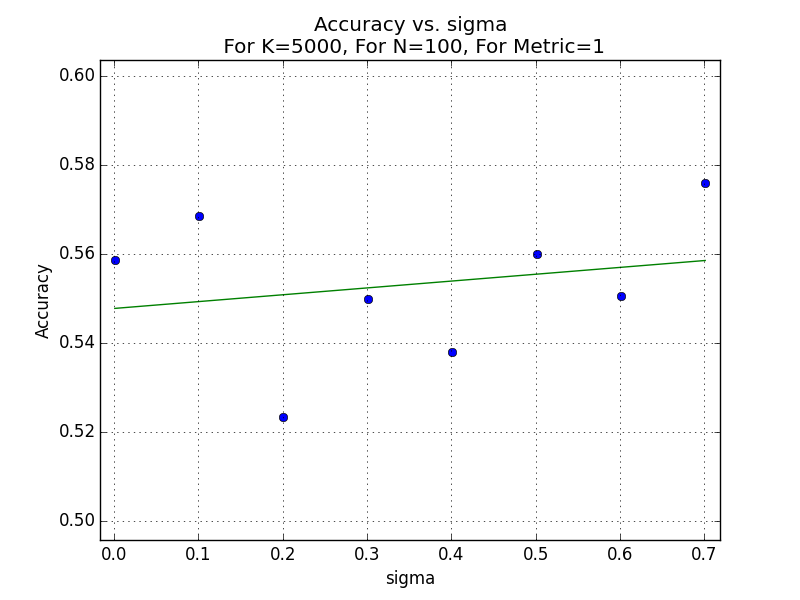 Accuracy vs. sigma
For K=5000, For N=100, For Metric=1
0.60
0.58
0.56
0.54
0.52
0.50
Accuracy
0.0 0.1 0.2 0.3 0.4 0.5 0.6 0.7
sigma